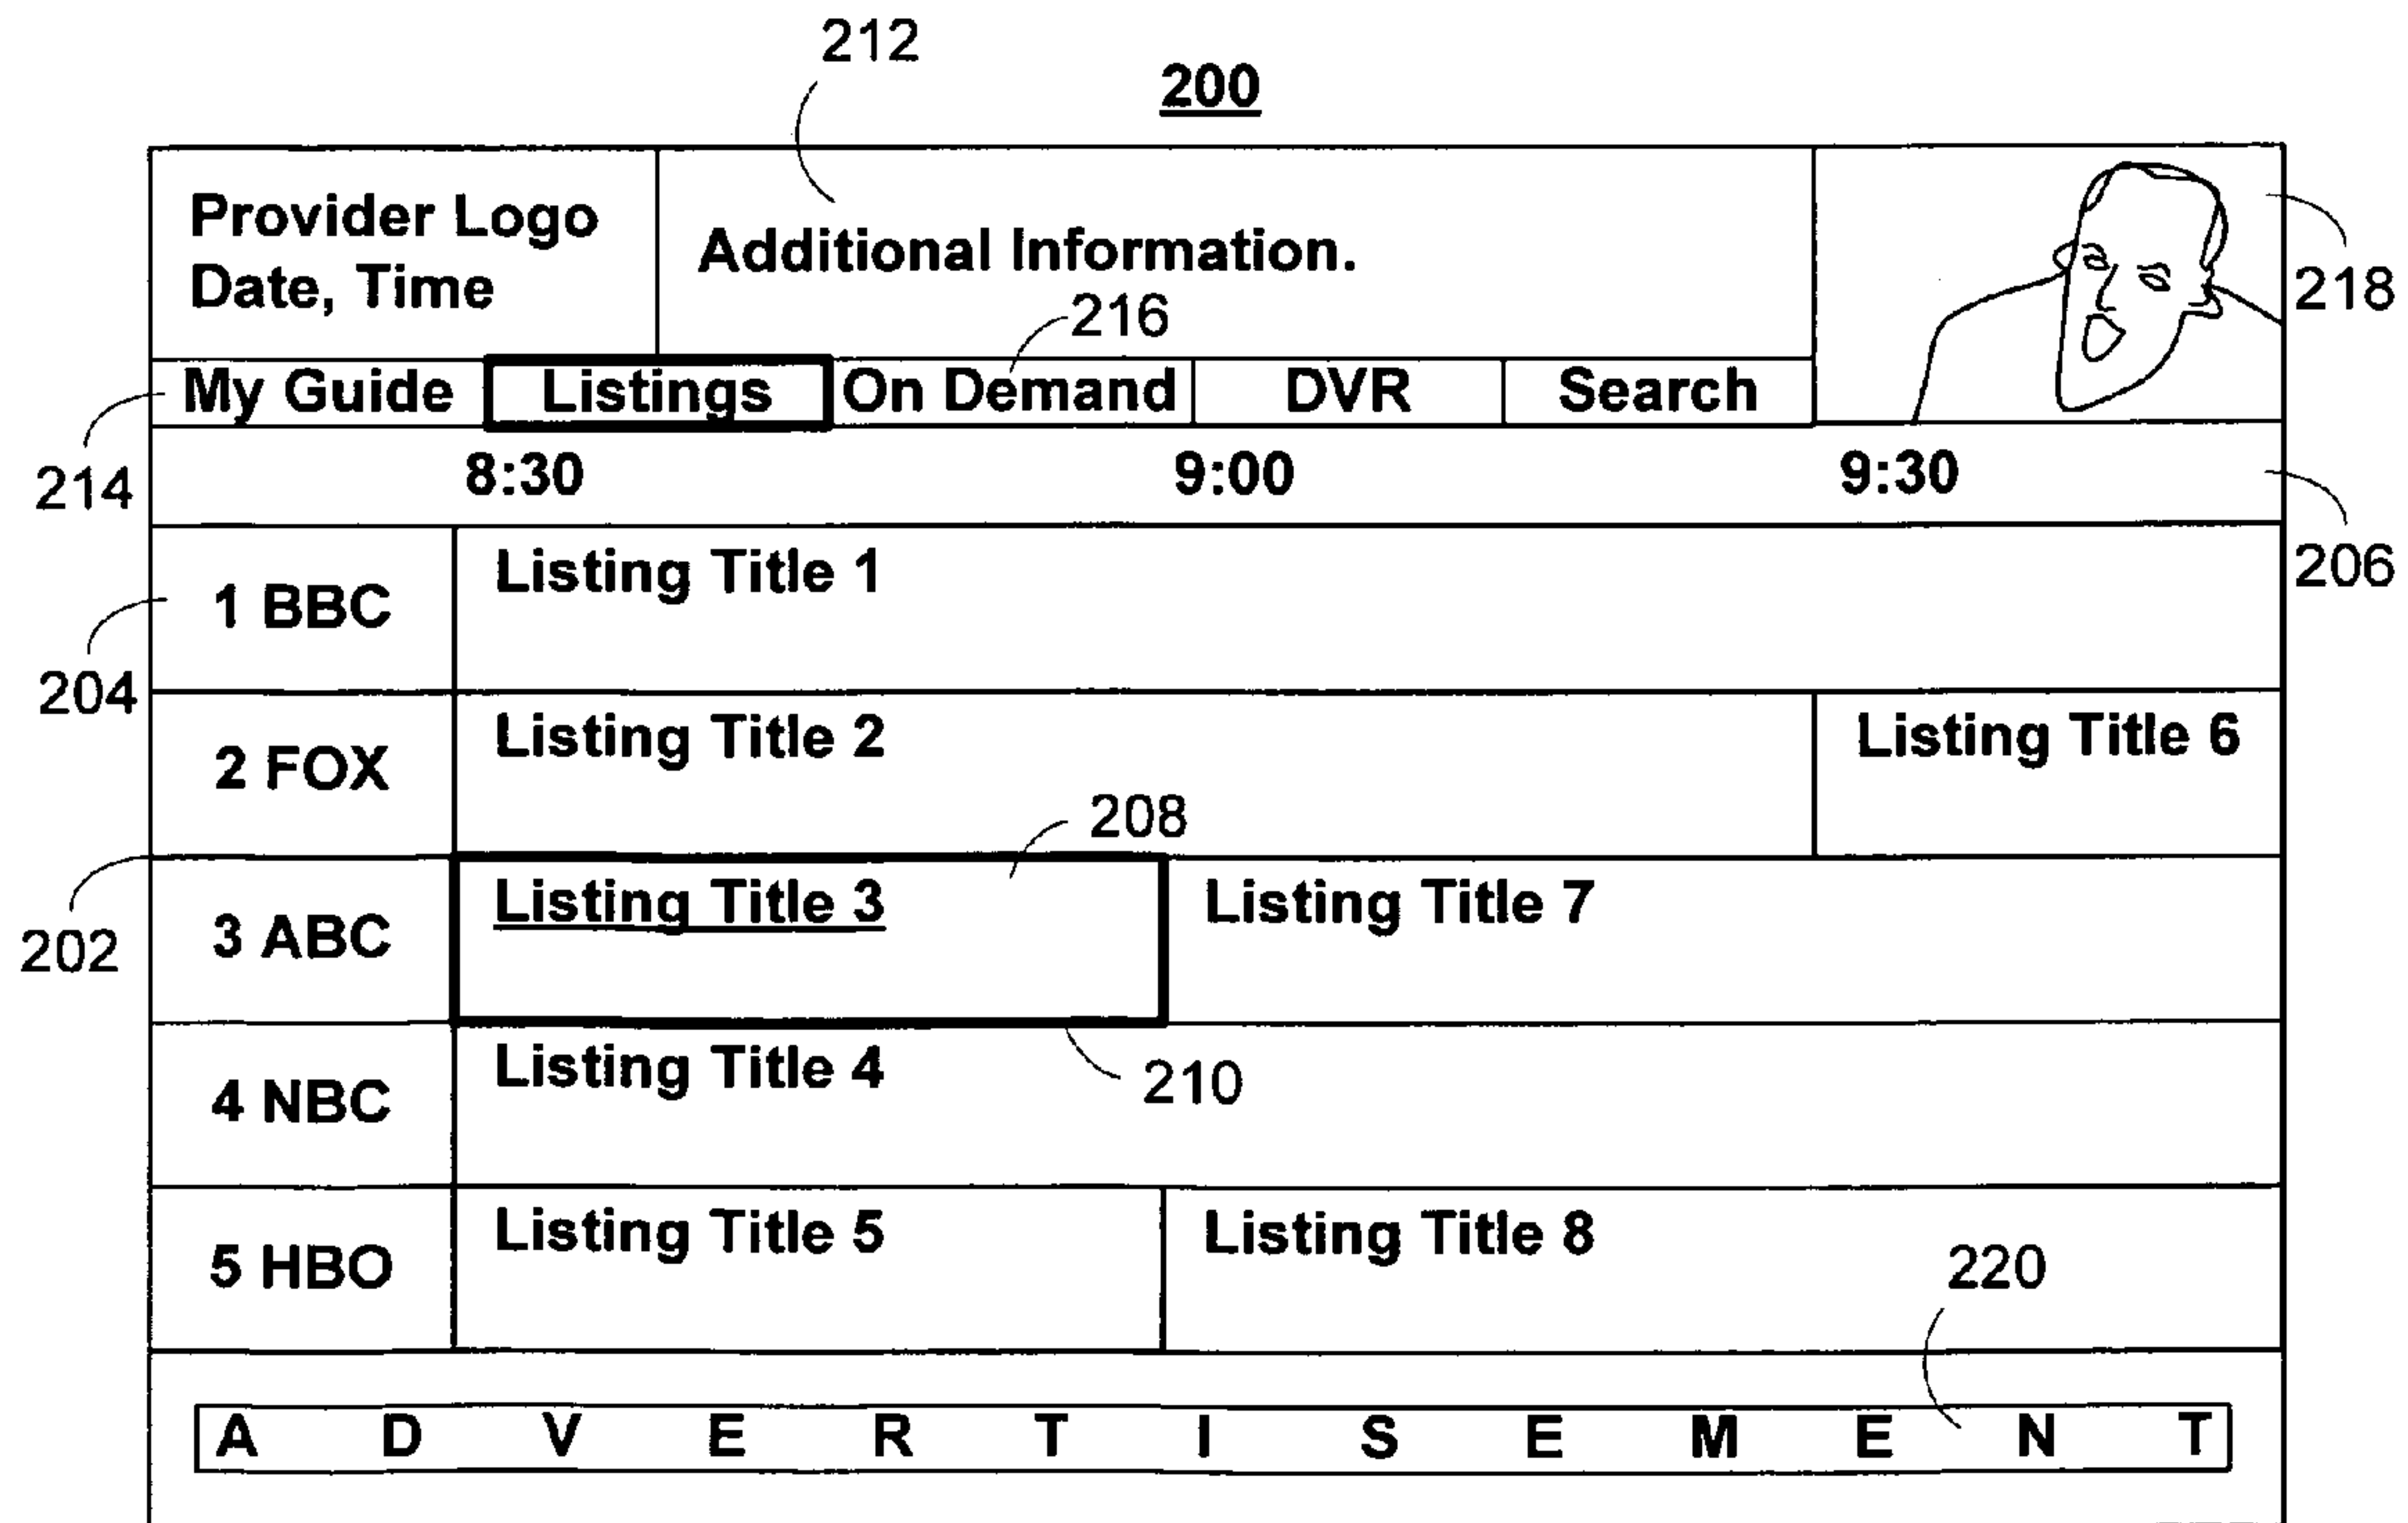 212
200
Provider Logo
Date, Time
Additional Information.
216
218
My Guide Listings On Demand DVR Search
214
8:30 9:00 9:30
206
1 BBC Listing Title 1
204
2 FOX Listing Title 2 Listing Title 6
208
202
3 ABC Listing Title 3 Listing Title 7
210
4 NBC Listing Title 4
5 HBO Listing Title 5 Listing Title 8
220
A D V E R T I S E M E N T